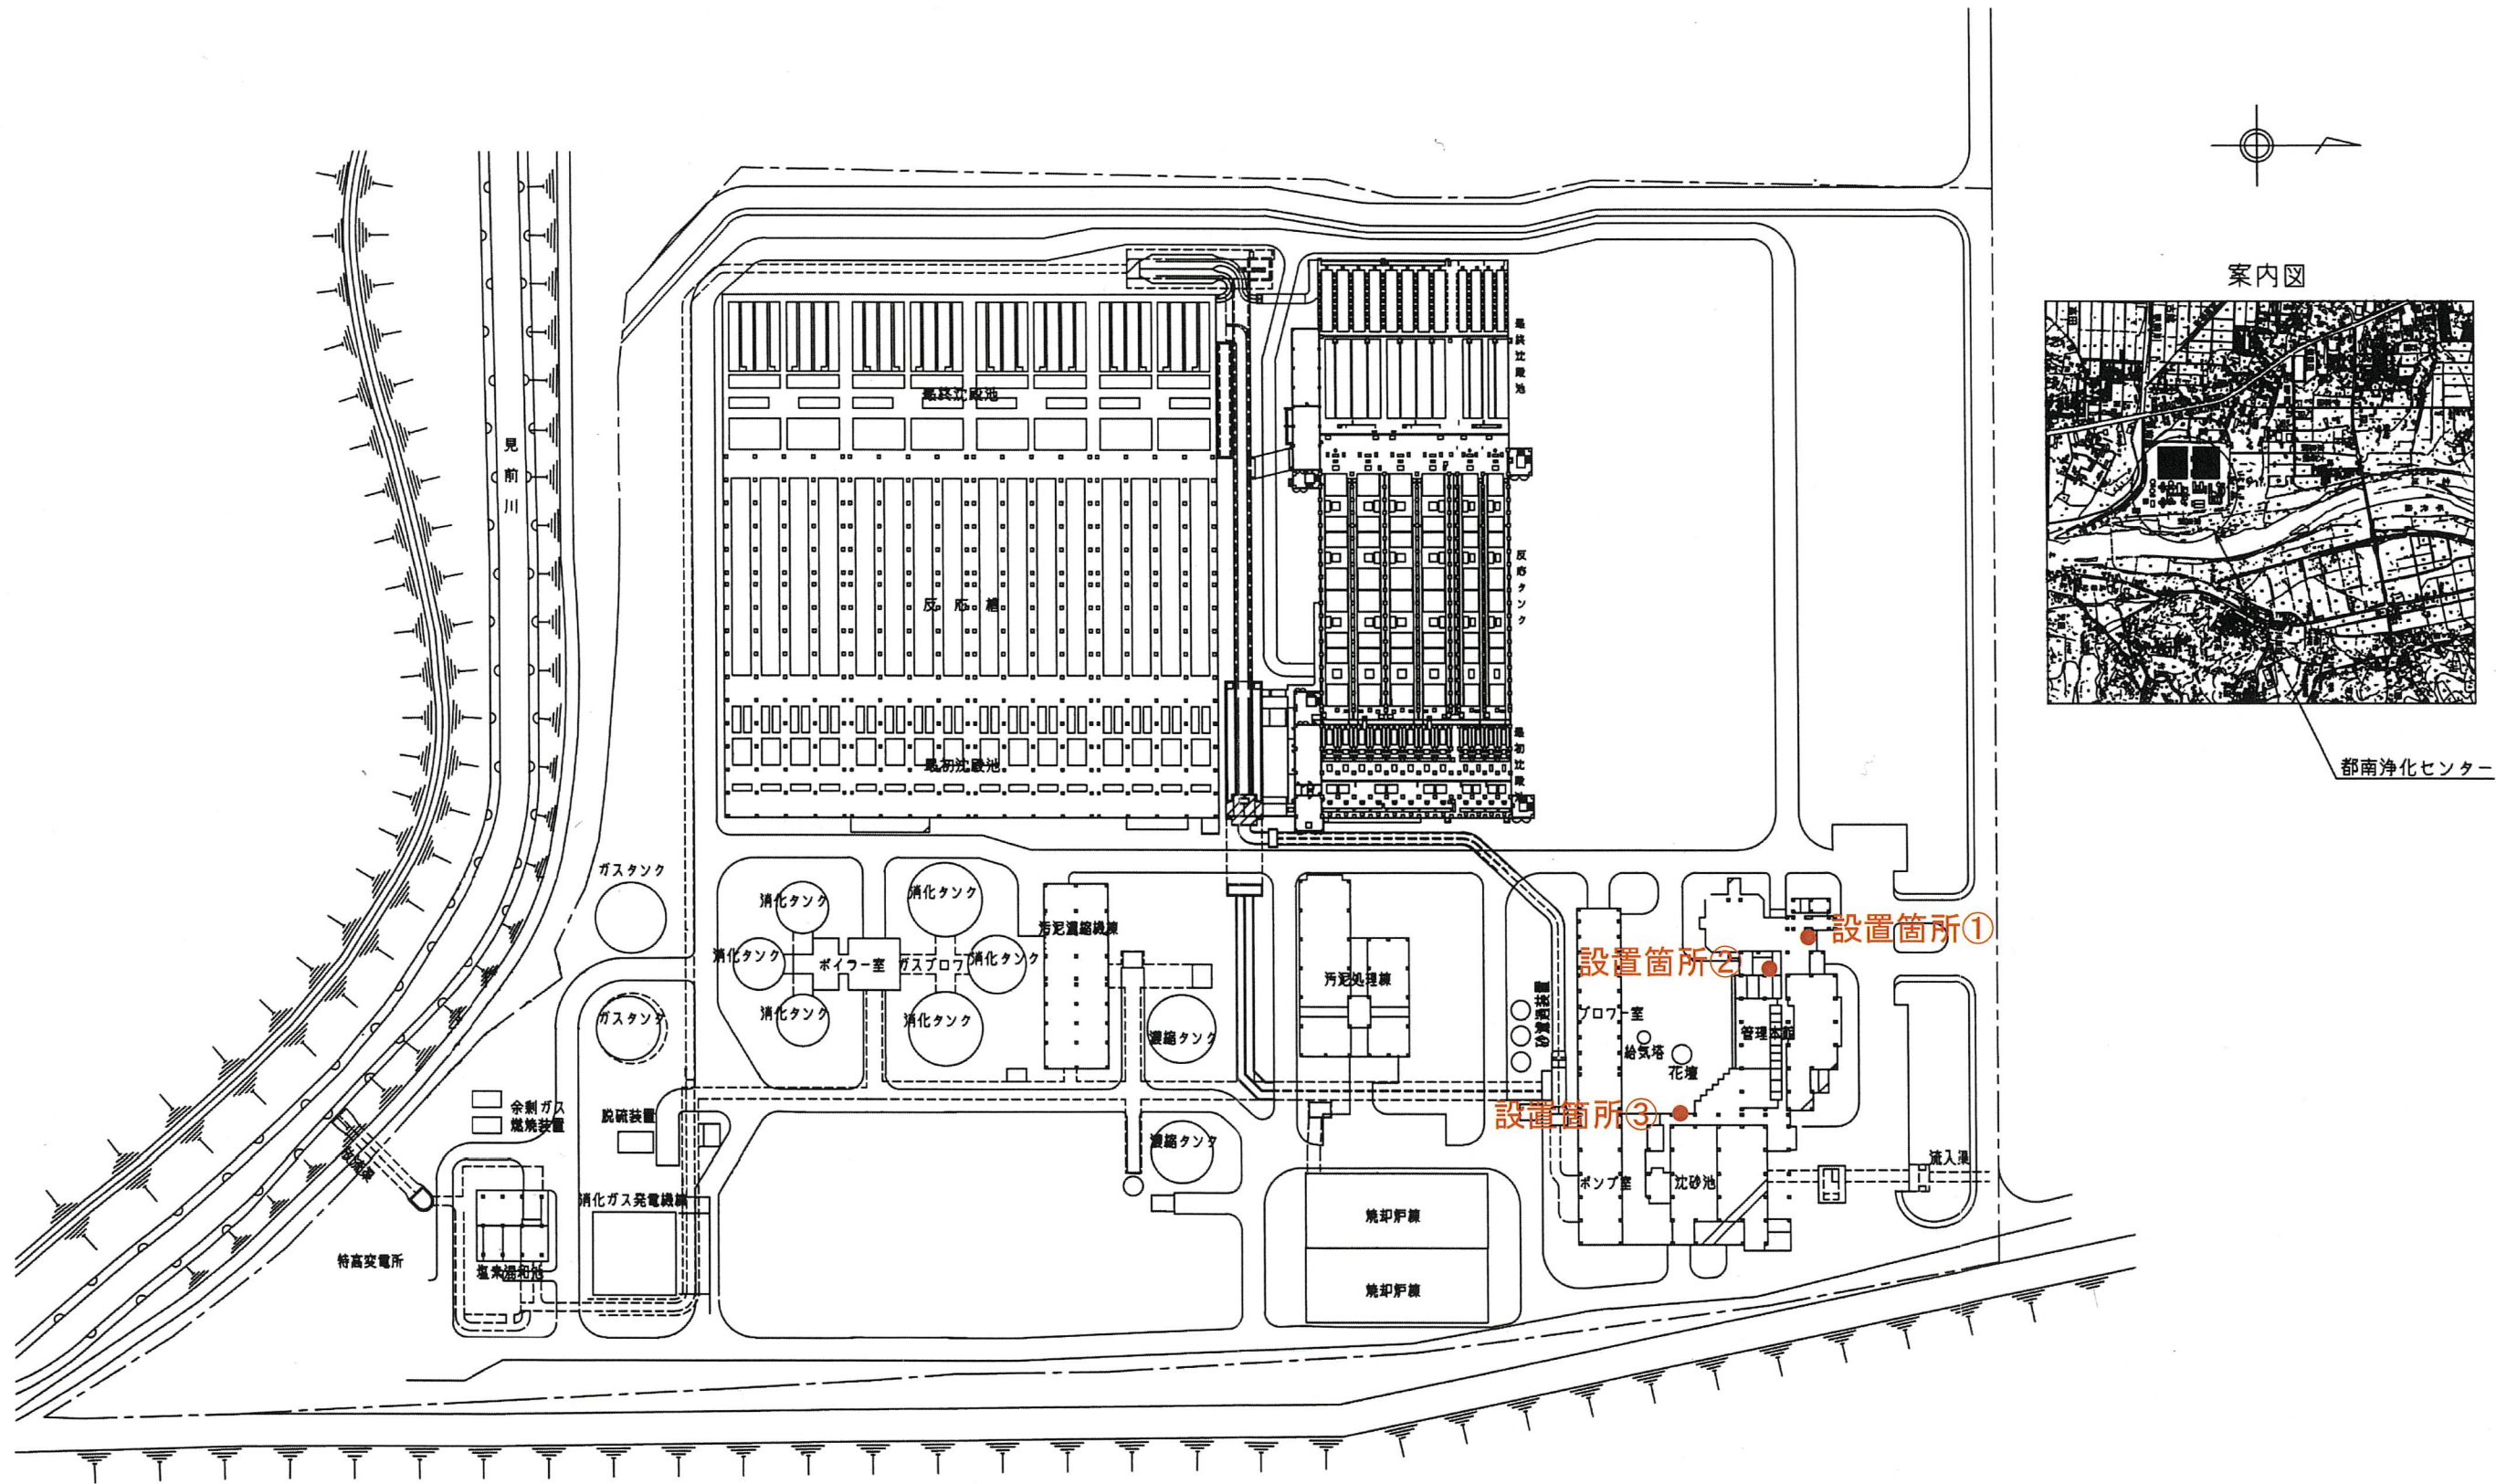 案内図
都南浄化センター
見前川
最終沈殿池
最終沈殿池
反応槽
反応タンク
最初沈殿池
最初沈殿
ガスタンク
消化タンク
消化タンク
汚泥濃縮機棟
設置箇所①
消化タンク
ボイラー室
ガスブロワ
消化タンク
設置箇所②
汚泥処理棟
ガスタンク
消化タンク
消化タンク
濃縮タンク
砂濾過装置
ブロワー室
給気塔
花壇
管理本館
余剰ガス
燃焼装置
脱硫装置
設置箇所③
濃縮タンク
放流渠
流入渠
消化ガス発電機棟
ポンプ室
沈砂池
焼却炉棟
特高変電所
塩素混和池
焼却炉棟